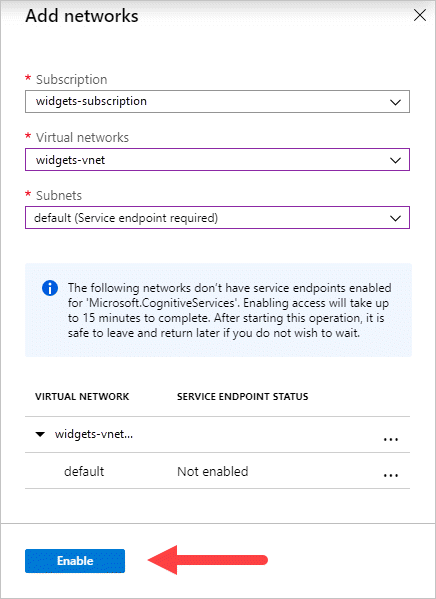 Add networks
* Subscription
widgets-subscription
* Virtual networks
widgets-vnet
* Subnets
default (Service endpoint required)
The following networks don't have service endpoints enabled
for 'Microsoft.CognitiveServices'. Enabling access will take up
to 15 minutes to complete. After starting this operation, it is
safe to leave and return later if you do not wish to wait.
VIRTUAL NETWORK SERVICE ENDPOINT STATUS
widgets-vnet... ...
default Not enabled ...
Enable